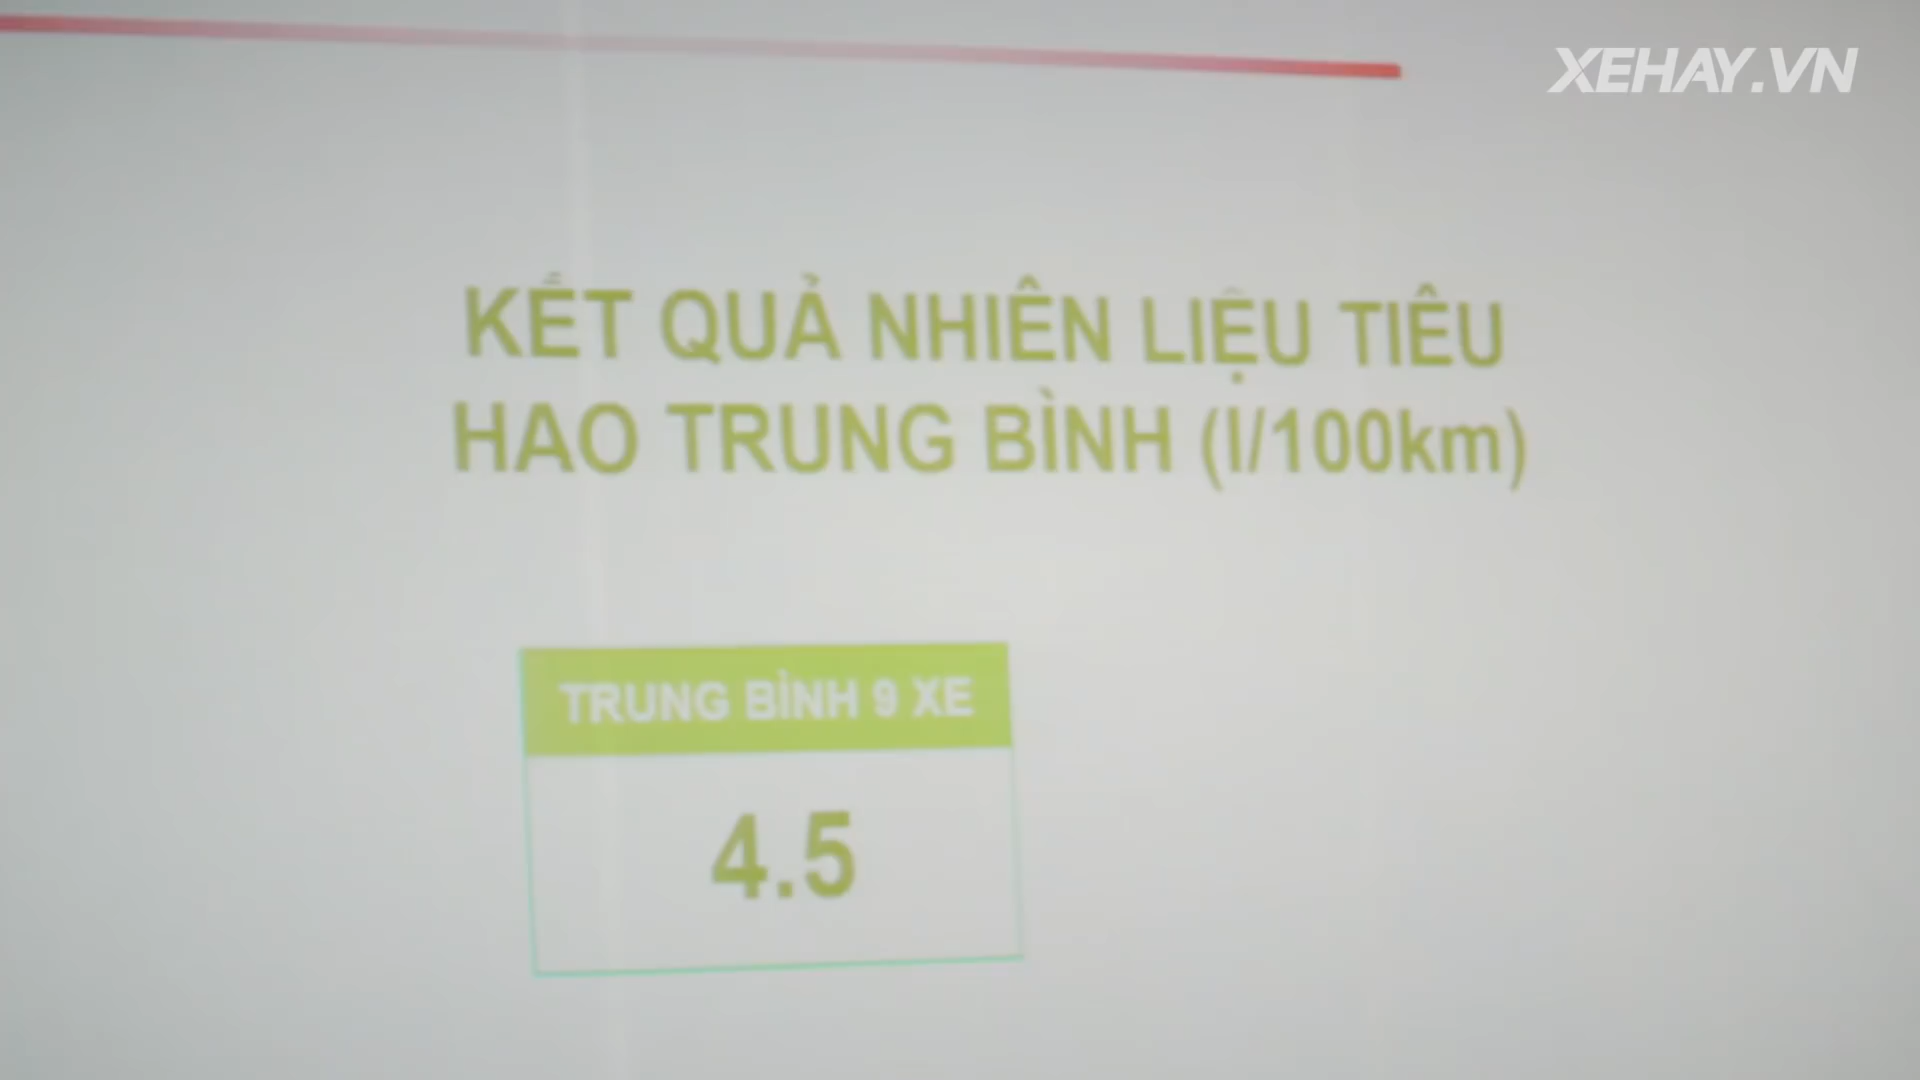 XEHAY.VN
KẾT QUẢ NHIÊN LIỆU TIÊU
HAO TRUNG BÌNH (l/100km)
TRUNG BÌNH 9 XE
4.5